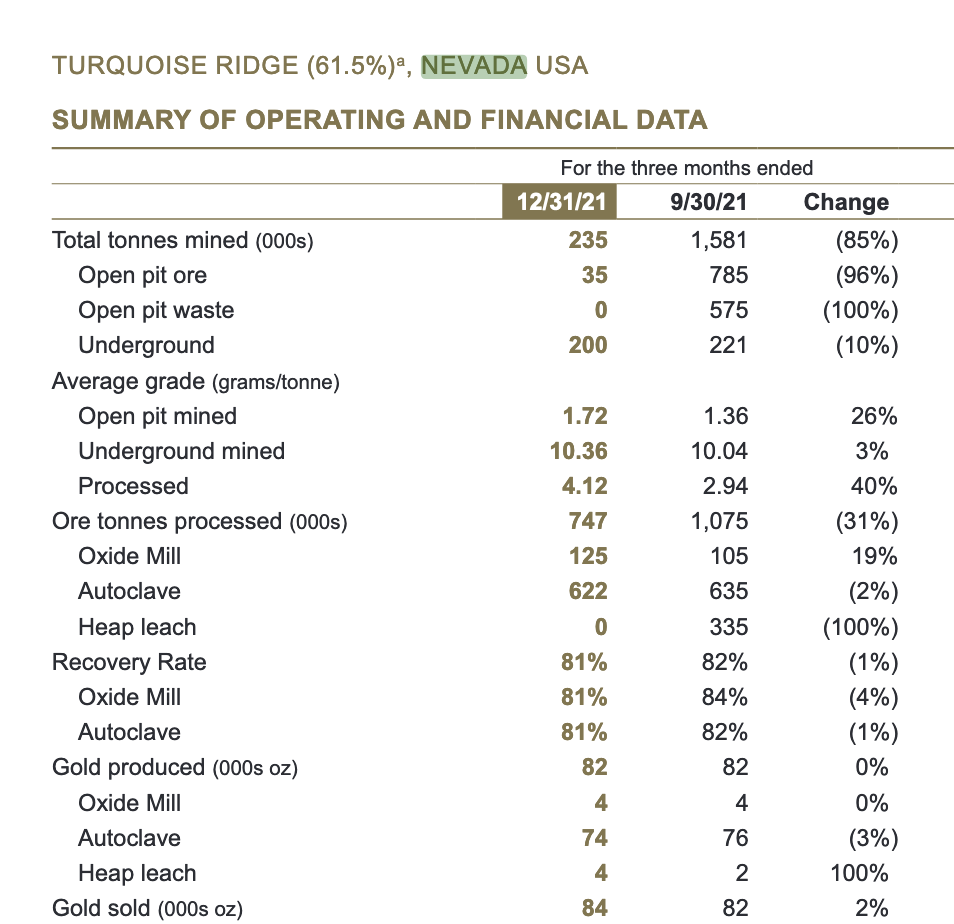 TURQUOISE RIDGE (61.5%)ᵃ, NEVADA USA
SUMMARY OF OPERATING AND FINANCIAL DATA
For the three months ended
12/31/21 9/30/21 Change
Total tonnes mined (000s) 235 1,581 (85%)
Open pit ore 35 785 (96%)
Open pit waste 0 575 (100%)
Underground 200 221 (10%)
Average grade (grams/tonne)
Open pit mined 1.72 1.36 26%
Underground mined 10.36 10.04 3%
Processed 4.12 2.94 40%
Ore tonnes processed (000s) 747 1,075 (31%)
Oxide Mill 125 105 19%
Autoclave 622 635 (2%)
Heap leach 0 335 (100%)
Recovery Rate 81% 82% (1%)
Oxide Mill 81% 84% (4%)
Autoclave 81% 82% (1%)
Gold produced (000s oz) 82 82 0%
Oxide Mill 4 4 0%
Autoclave 74 76 (3%)
Heap leach 4 2 100%
Gold sold (000s oz) 84 82 2%